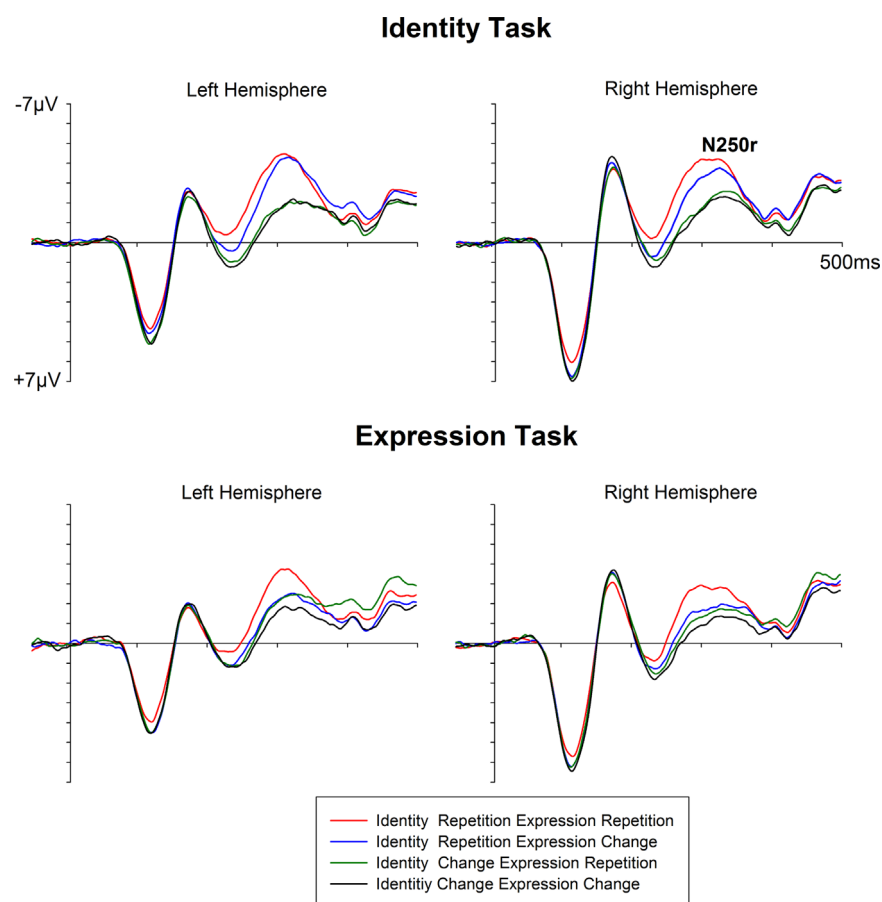 Identity Task
Left Hemisphere
Right Hemisphere
-7µV
N250r
500ms
+7µV
Expression Task
Left Hemisphere
Right Hemisphere
Identity  Repetition Expression Repetition
Identity  Repetition Expression Change
Identity  Change Expression Repetition
Identitiy Change Expression Change